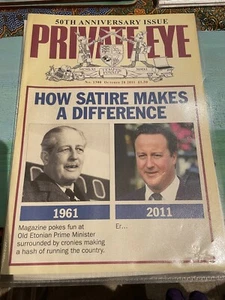 50TH ANNIVERSARY ISSUE
PRIVATE EYE
HOW SATIRE MAKES
A DIFFERENCE
1961
2011
Magazine pokes fun at
Old Etonian Prime Minister
surrounded by cronies making
a hash of running the country.
Er...